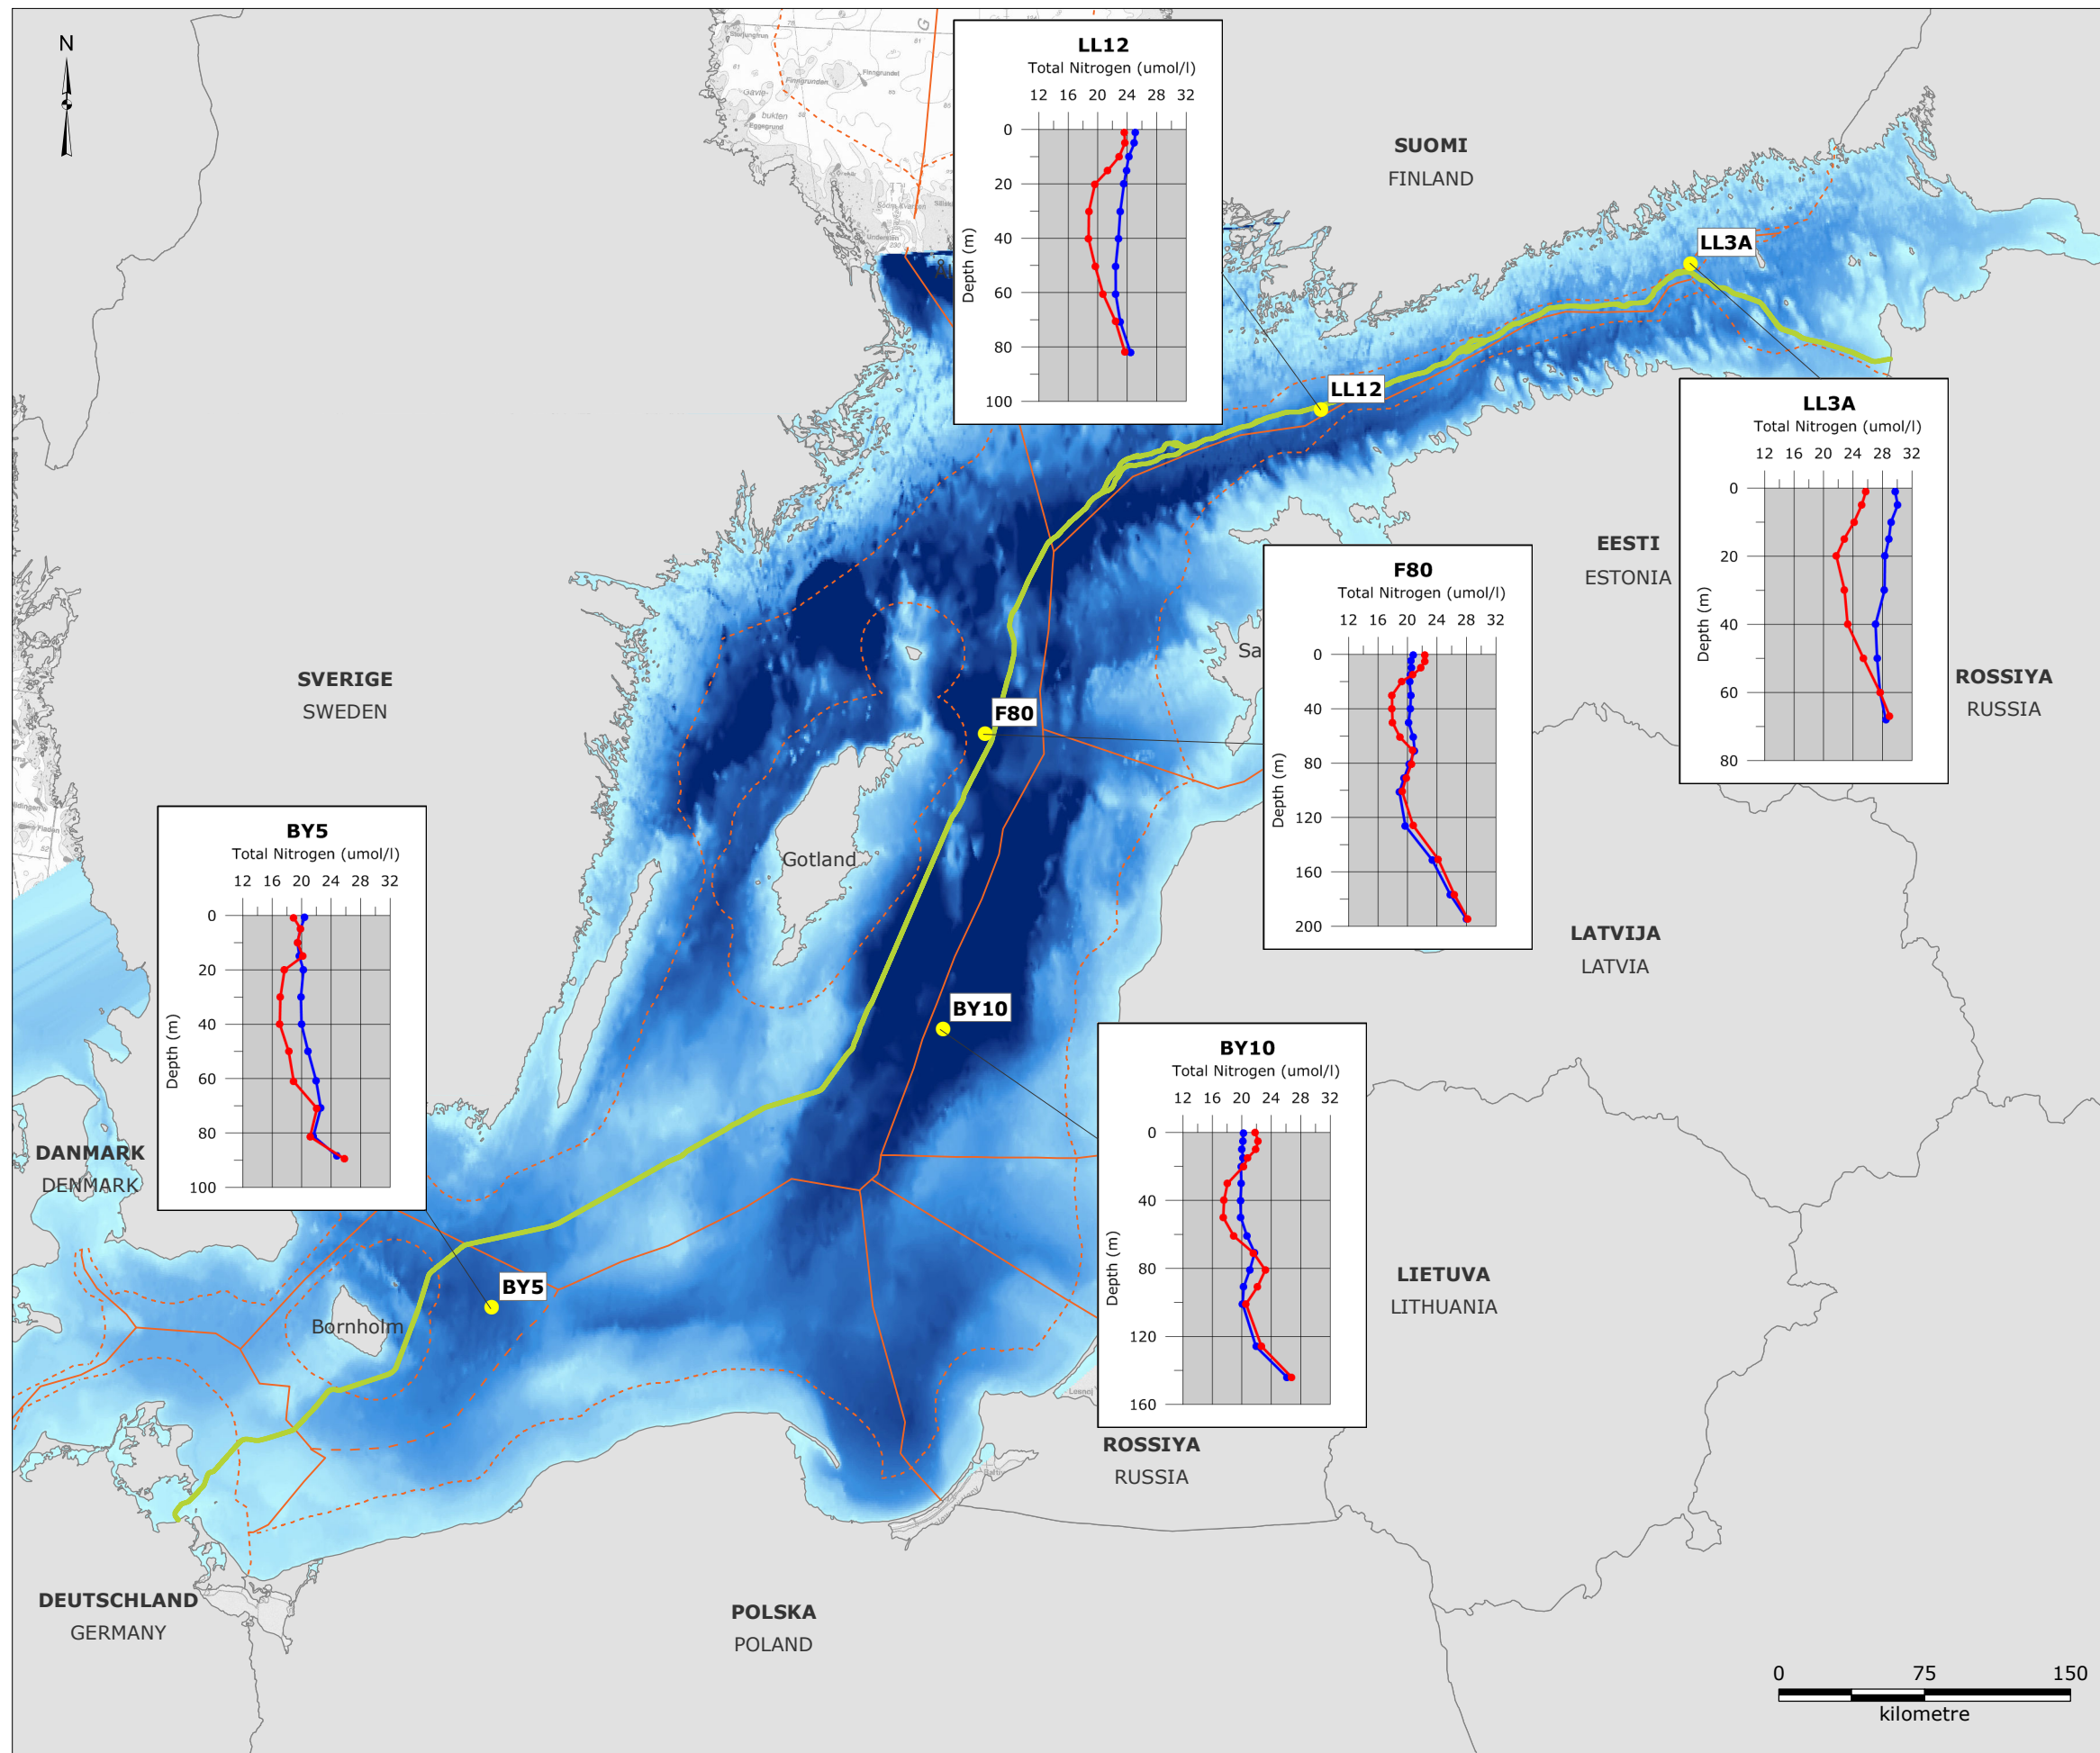 N
LL12
Total Nitrogen (umol/l)
12 16 20 24 28 32
0
20
40
60
80
100
Depth (m)
SUOMI
FINLAND
LL3A
LL12
LL3A
Total Nitrogen (umol/l)
12 16 20 24 28 32
0
20
40
60
80
Depth (m)
EESTI
ESTONIA
F80
Total Nitrogen (umol/l)
12 16 20 24 28 32
0
40
80
120
160
200
Depth (m)
ROSSIYA
RUSSIA
SVERIGE
SWEDEN
F80
Gotland
BY5
Total Nitrogen (umol/l)
12 16 20 24 28 32
0
20
40
60
80
100
Depth (m)
LATVIJA
LATVIA
BY10
BY10
Total Nitrogen (umol/l)
12 16 20 24 28 32
0
40
80
120
160
Depth (m)
DANMARK
DENMARK
LIETUVA
LITHUANIA
BY5
Bornholm
ROSSIYA
RUSSIA
DEUTSCHLAND
GERMANY
POLSKA
POLAND
0 75 150
kilometre
Finngrunden
Finngrundet
Gävle-
bukten
Eggegrund